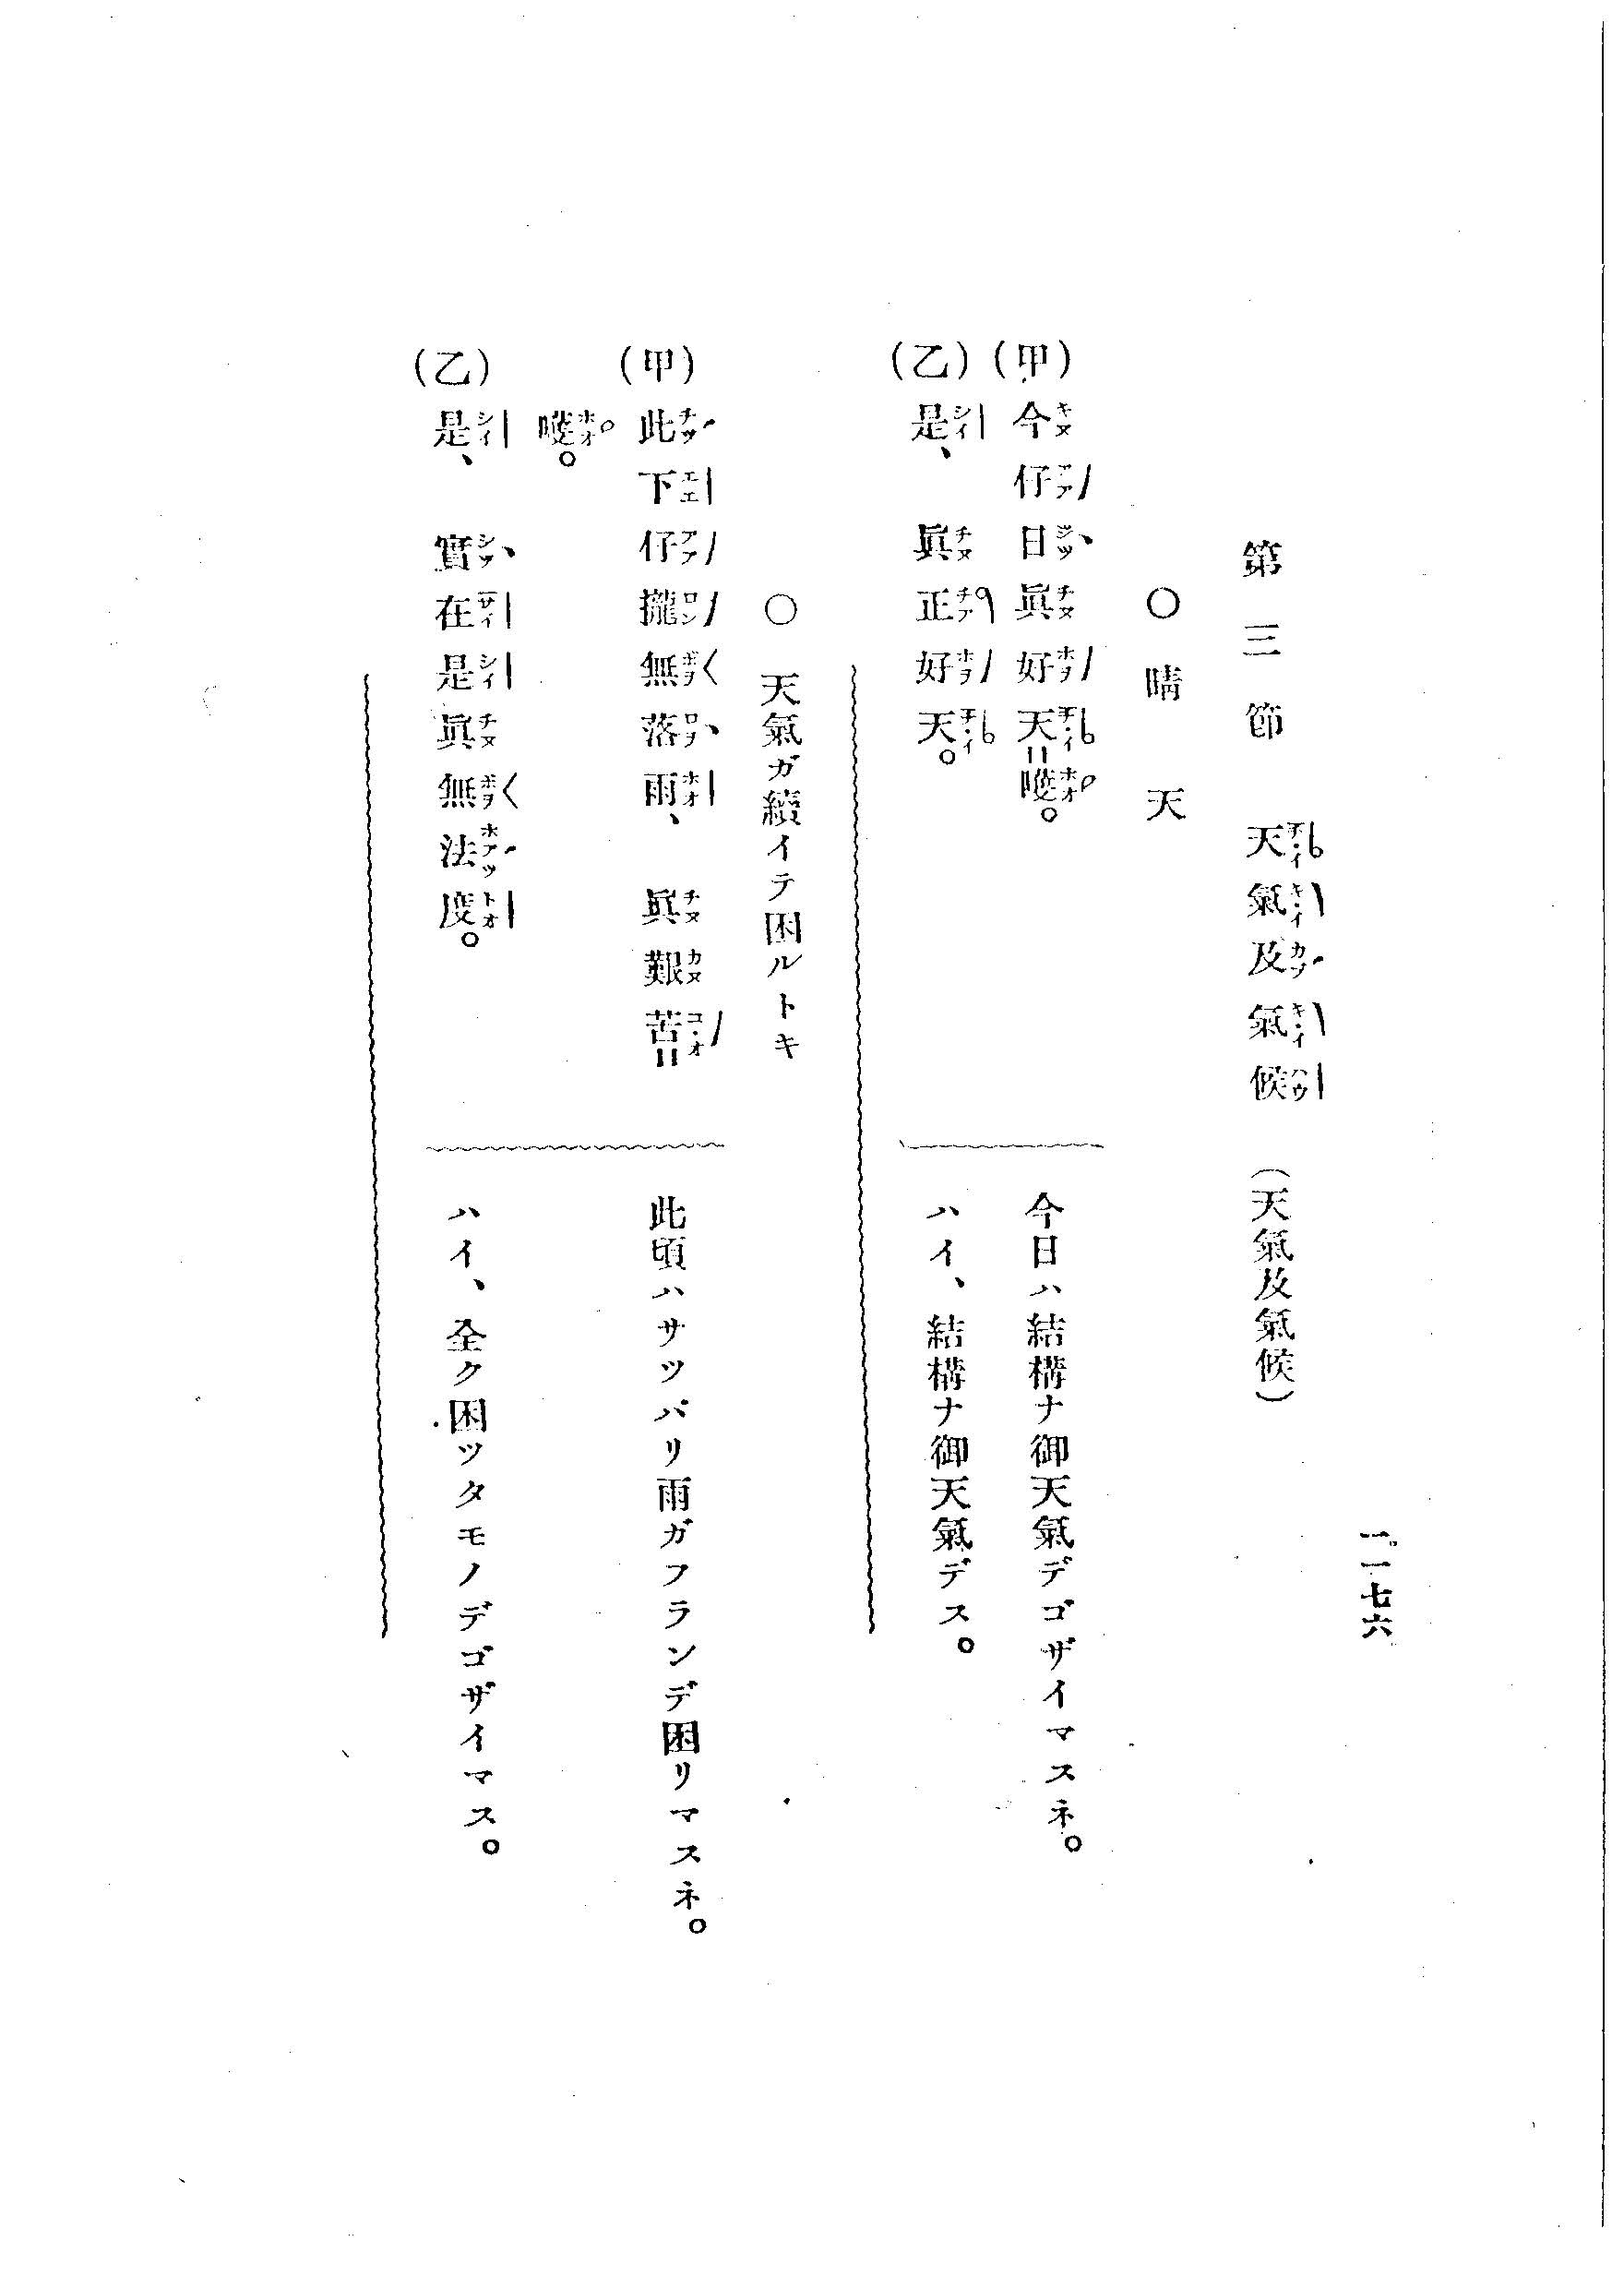 一一七六
第三節　天氣及氣候　（天氣及氣候）
○晴天
（甲）今仔日眞好天＝嘍。
今日ハ結構ナ御天氣デゴザイマスネ。
（乙）是、眞正好天。
ハイ、結構ナ御天氣デス。
○天氣ガ續イテ困ルトキ
（甲）此下仔攏無落雨、眞艱苦＝
嘍。
此頃ハサッパリ雨ガフランデ困リマスネ。
（乙）是、實在是眞無法度。
ハイ、全ク困ッタモノデゴザイマス。